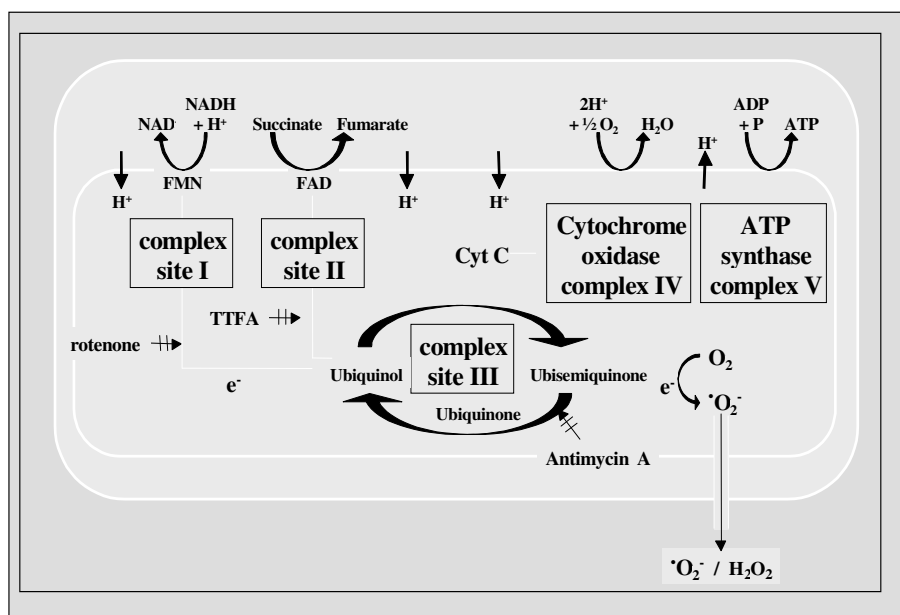 NADH
NAD + H⁺
Succinate Fumarate
2H⁺
+ ½ O₂ H₂O
ADP
+ P ATP
H⁺
FMN
FAD
H⁺
H⁺
H⁺
complex
site I
complex
site II
Cyt C
Cytochrome
oxidase
complex IV
ATP
synthase
complex V
TTFA
rotenone
complex
site III
Ubiquinol
Ubisemiquinone
Ubiquinone
e⁻
Antimycin A
e⁻
O₂
•O₂⁻
•O₂⁻ / H₂O₂